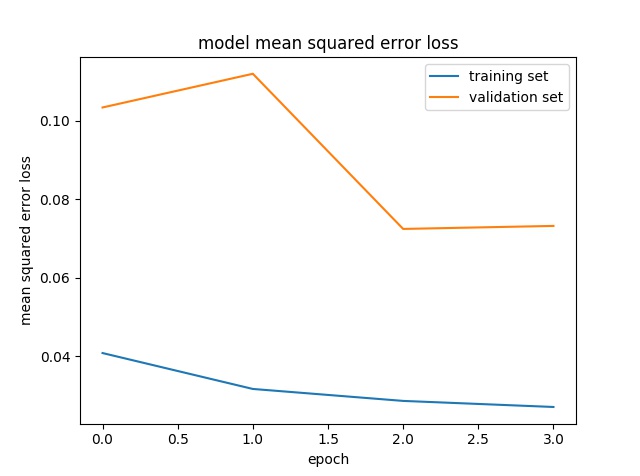 model mean squared error loss
training set
validation set
mean squared error loss
0.10
0.08
0.06
0.04
0.0 0.5 1.0 1.5 2.0 2.5 3.0
epoch